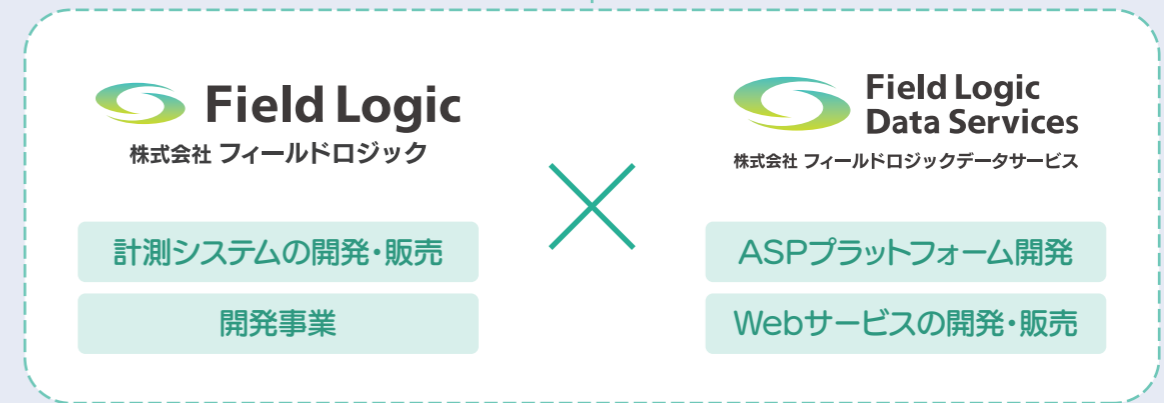 Field Logic
株式会社 フィールドロジック
計測システムの開発・販売
開発事業
Field Logic
Data Services
株式会社 フィールドロジックデータサービス
ASPプラットフォーム開発
Webサービスの開発・販売